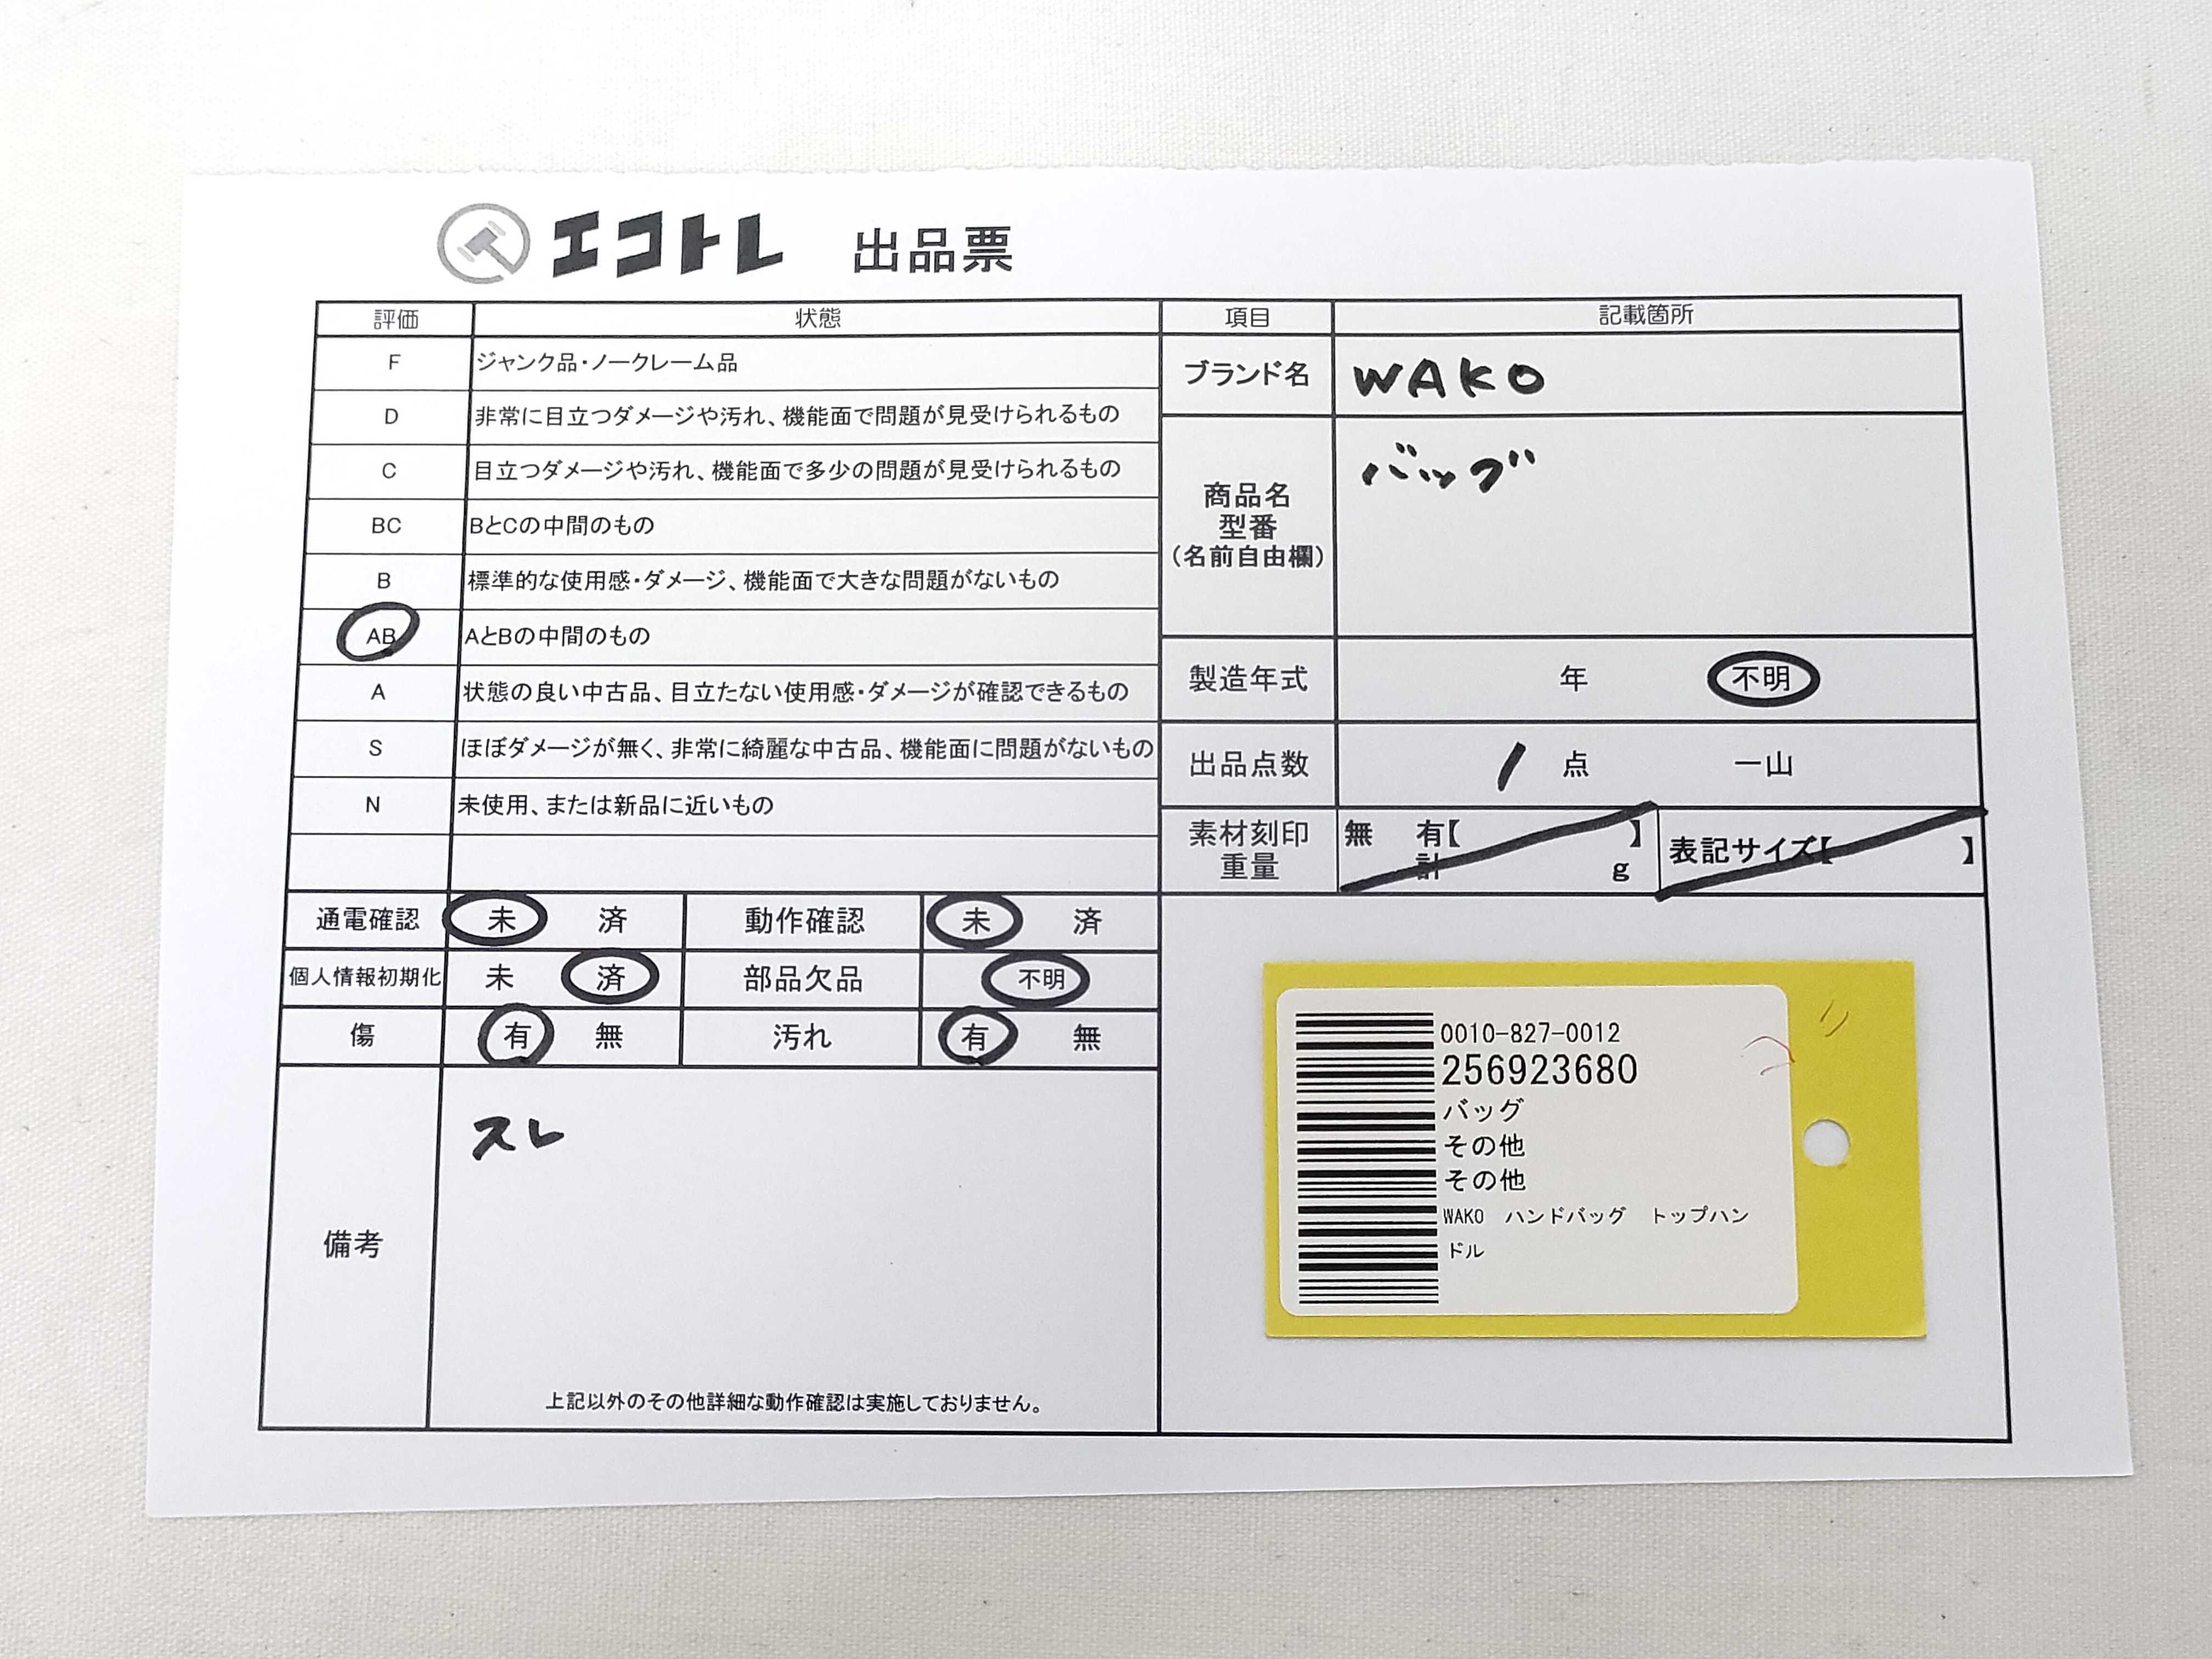 エコトレ 出品票
評価 状態
F ジャンク品・ノークレーム品
D 非常に目立つダメージや汚れ、機能面で問題が見受けられるもの
C 目立つダメージや汚れ、機能面で多少の問題が見受けられるもの
BC BとCの中間のもの
B 標準的な使用感・ダメージ、機能面で大きな問題がないもの
AB AとBの中間のもの
A 状態の良い中古品、目立たない使用感・ダメージが確認できるもの
S ほぼダメージが無く、非常に綺麗な中古品、機能面に問題がないもの
N 未使用、または新品に近いもの
通電確認 未 済 動作確認 未 済
個人情報初期化 未 済 部品欠品 不明
傷 有 無 汚れ 有 無
備考
スレ
上記以外のその他詳細な動作確認は実施しておりません。
項目 記載箇所
ブランド名 WAKO
商品名
型番
(名前自由欄)
バッグ
製造年式 年 不明
出品点数 1 点 一山
素材刻印
重量
無 有【 】
計 g
表記サイズ【 】
0010-827-0012
256923680
バッグ
その他
その他
WAKO ハンドバッグ トップハン
ドル